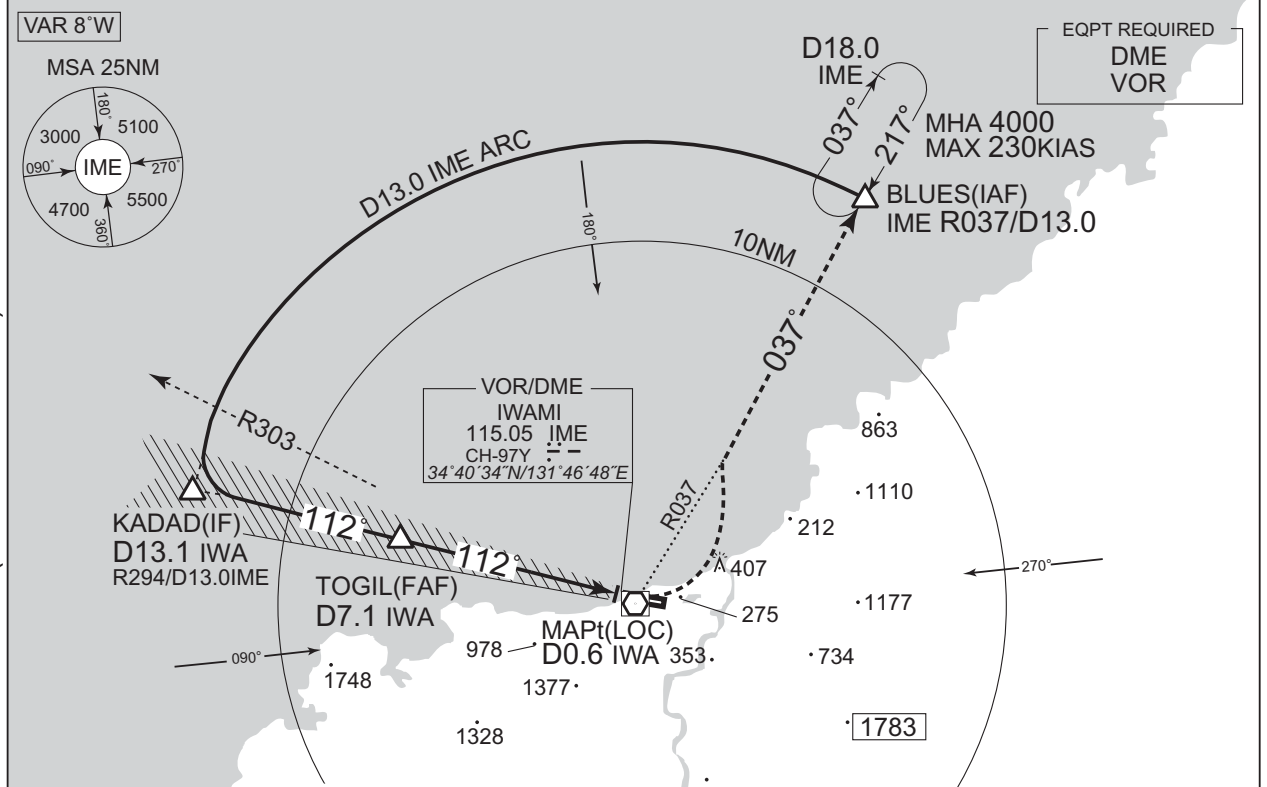 VAR 8°W
MSA 25NM
180°
3000
5100
090°
IME
270°
4700
5500
360°
D18.0
IME
037°
217°
EQPT REQUIRED
DME
VOR
MHA 4000
MAX 230KIAS
D13.0 IME ARC
BLUES(IAF)
IME R037/D13.0
180°
10NM
037°
R303
VOR/DME
IWAMI
115.05 IME
CH-97Y
34°40´34˝N/131°46´48˝E
R037
863
1110
212
KADAD(IF)
D13.1 IWA
R294/D13.0IME
112°
112°
TOGIL(FAF)
D7.1 IWA
407
270°
275
1177
MAPt(LOC)
D0.6 IWA
978
353
734
090°
1748
1377
1328
1783